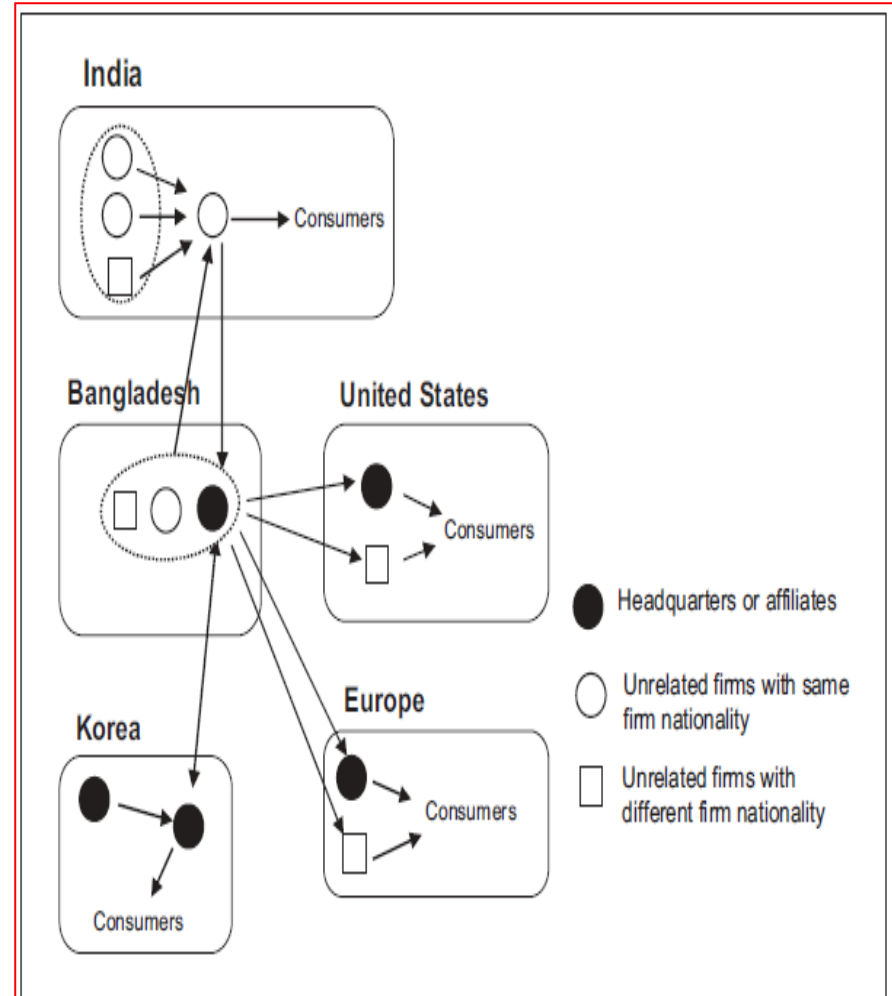 India
Consumers
Bangladesh
United States
Consumers
Headquarters or affiliates
Unrelated firms with same
firm nationality
Europe
Korea
Unrelated firms with
different firm nationality
Consumers
Consumers